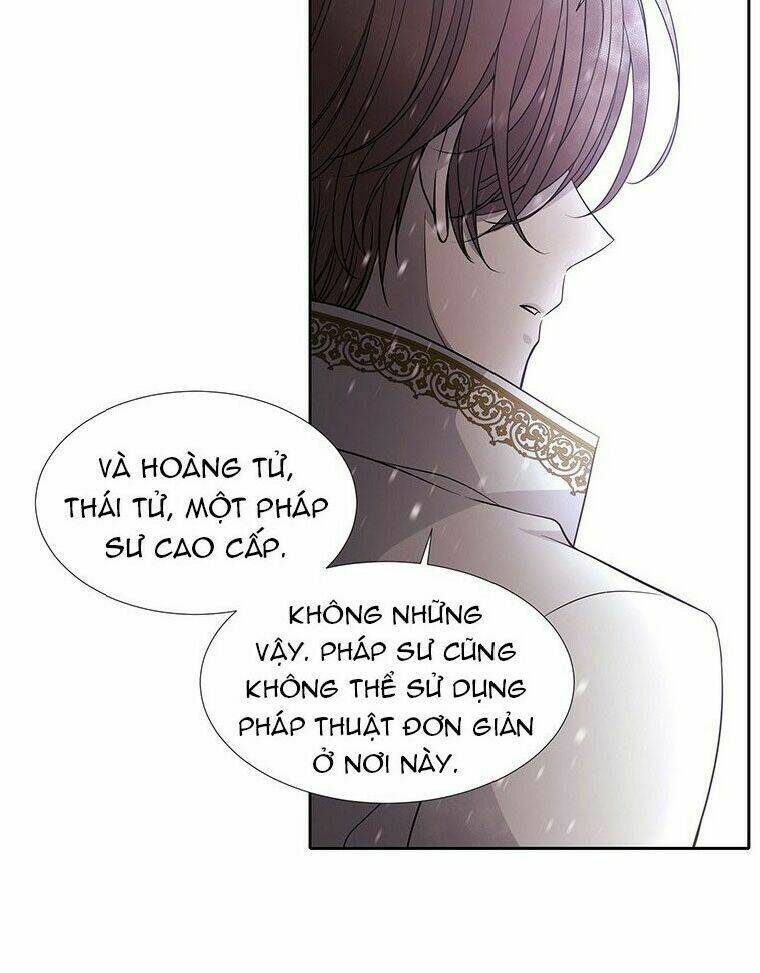 VÀ HOÀNG TỬ,
THÁI TỬ, MỘT PHÁP
SƯ CAO CẤP.
KHÔNG NHỮNG
VẬY. PHÁP SƯ CŨNG
KHÔNG THỂ SỬ DỤNG
PHÁP THUẬT ĐƠN GIẢN
Ở NƠI NÀY.